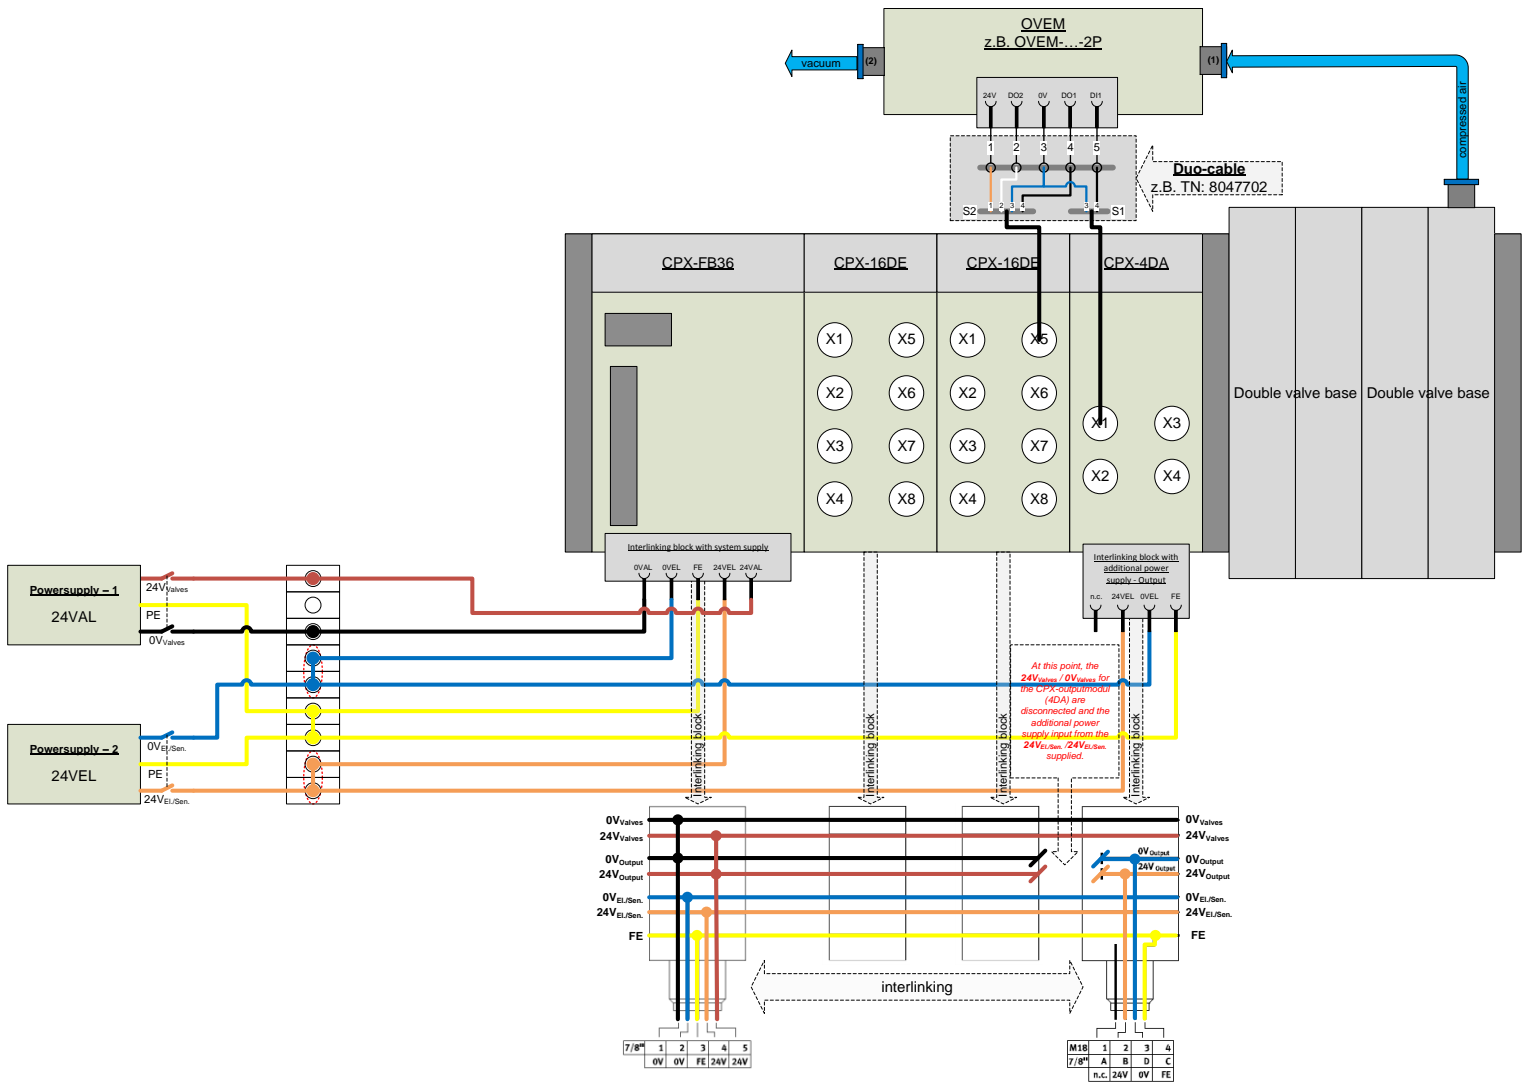 OVEM
z.B. OVEM-…-2P
(2)
(1)
vacuum
compressed air
24V DO2 0V DO1 DI1
1 2 3 4 5
Duo-cable
z.B. TN: 8047702
1 2 3 4
3 4
S2
S1
CPX-FB36
CPX-16DE
CPX-16DE
CPX-4DA
X1 X5 X1 X5
X2 X6 X2 X6
X3 X7 X3 X7
X4 X8 X4 X8
X1 X3
X2 X4
Double valve base
Double valve base
Interlinking block with system supply
0VAL 0VEL FE 24VEL 24VAL
Interlinking block with
additional power
supply - Output
n.c. 24VEL 0VEL FE
Powersupply – 1
24VAL
24VValves
PE
0VValves
Powersupply – 2
24VEL
0VEl./Sen.
PE
24VEl./Sen.
Interlinking block
Interlinking block
Interlinking block
Interlinking block
At this point, the
24VValves / 0VValves for
the CPX-outputmodul
(4DA) are
disconnected and the
additional power
supply input from the
24VEl./Sen. /24VEl./Sen.
supplied.
0VValves
24VValves
0VOutput
24VOutput
0VEl./Sen.
24VEl./Sen.
FE
0VOutput
24VOutput
0VValves
24VValves
0VOutput
24VOutput
0VEl./Sen.
24VEl./Sen.
FE
interlinking
7/8" 1 2 3 4 5
0V 0V FE 24V 24V
M18 1 2 3 4
7/8" A B D C
n.c. 24V 0V FE